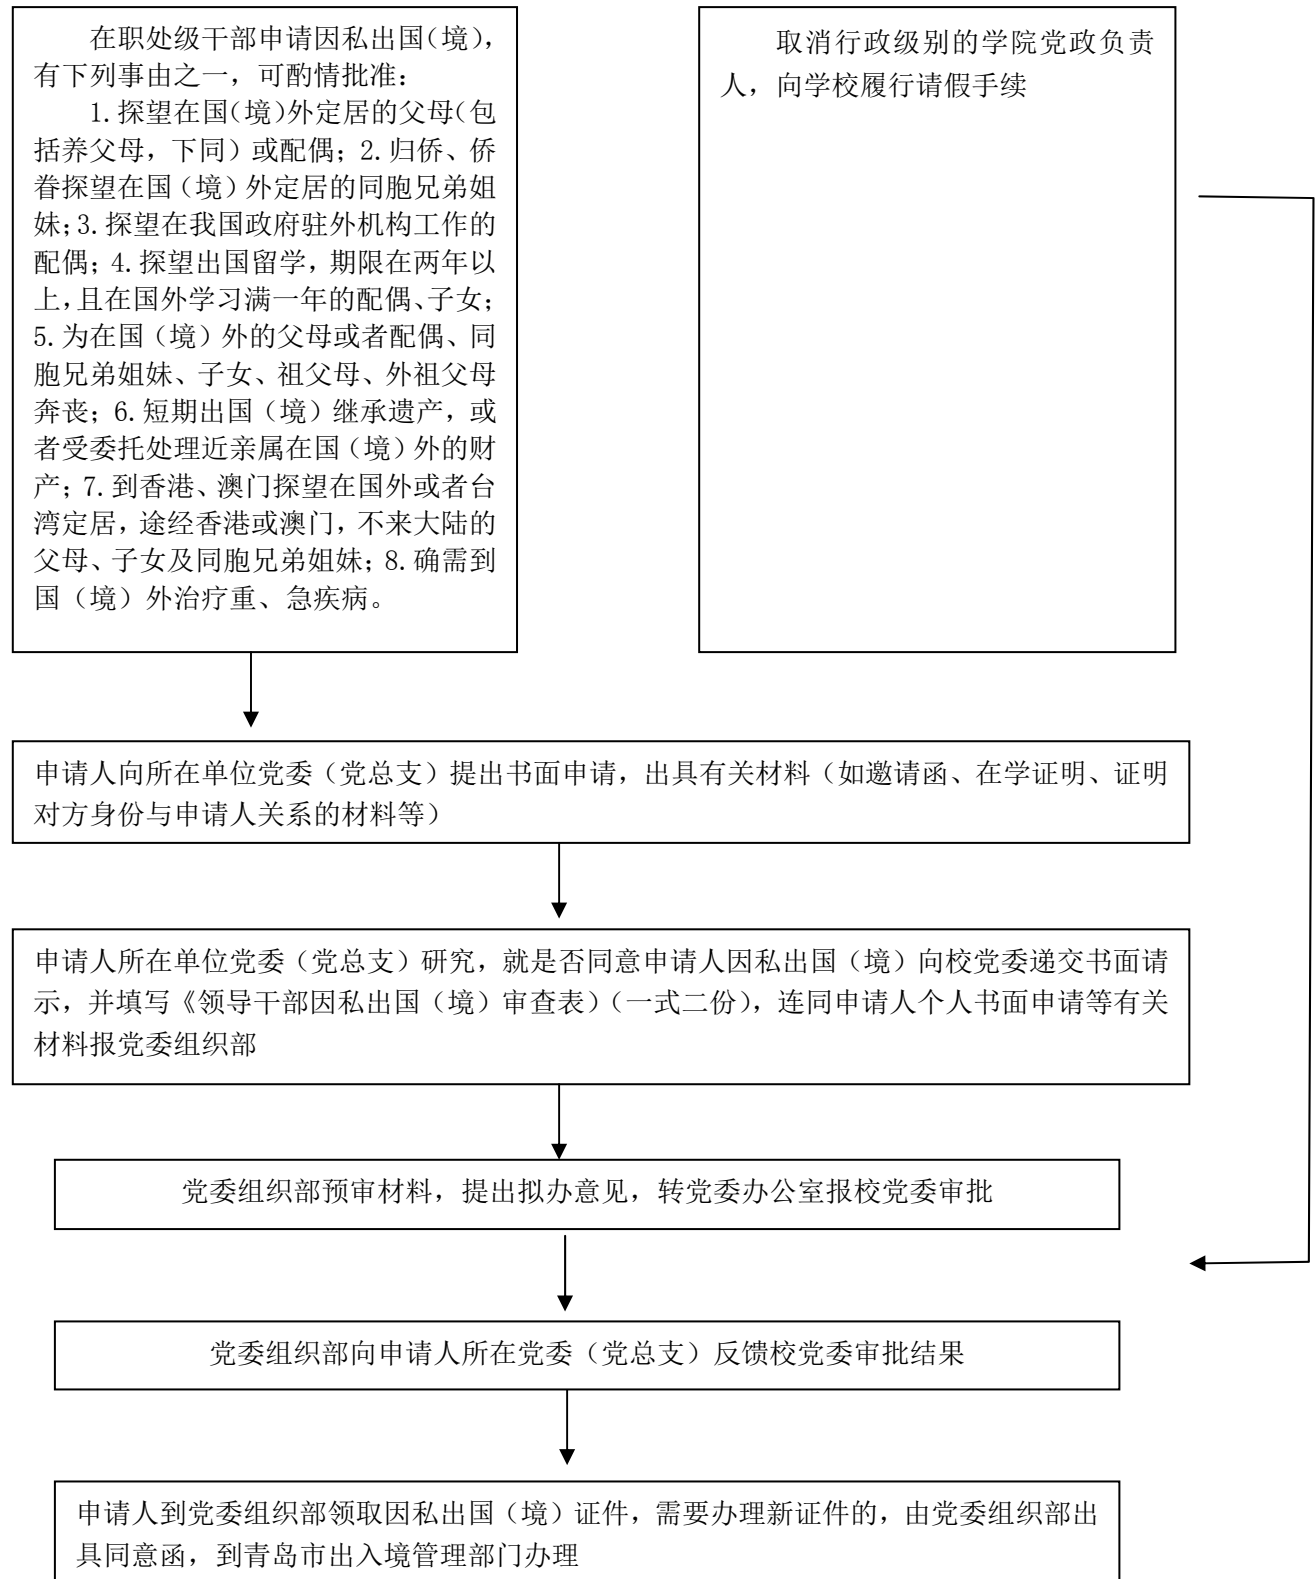 在职处级干部申请因私出国(境),
有下列事由之一，可酌情批准：
1.探望在国(境)外定居的父母(包
括养父母，下同）或配偶；2.归侨、侨
眷探望在国（境）外定居的同胞兄弟姐
妹；3.探望在我国政府驻外机构工作的
配偶；4.探望出国留学，期限在两年以
上，且在国外学习满一年的配偶、子女；
5.为在国（境）外的父母或者配偶、同
胞兄弟姐妹、子女、祖父母、外祖父母
奔丧；6.短期出国（境）继承遗产，或
者受委托处理近亲属在国（境）外的财
产；7.到香港、澳门探望在国外或者台
湾定居，途经香港或澳门，不来大陆的
父母、子女及同胞兄弟姐妹；8.确需到
国（境）外治疗重、急疾病。
取消行政级别的学院党政负责
人，向学校履行请假手续
申请人向所在单位党委（党总支）提出书面申请，出具有关材料（如邀请函、在学证明、证明
对方身份与申请人关系的材料等）
申请人所在单位党委（党总支）研究，就是否同意申请人因私出国（境）向校党委递交书面请
示，并填写《领导干部因私出国（境）审查表》（一式二份），连同申请人个人书面申请等有关
材料报党委组织部
党委组织部预审材料，提出拟办意见，转党委办公室报校党委审批
党委组织部向申请人所在党委（党总支）反馈校党委审批结果
申请人到党委组织部领取因私出国（境）证件，需要办理新证件的，由党委组织部出
具同意函，到青岛市出入境管理部门办理